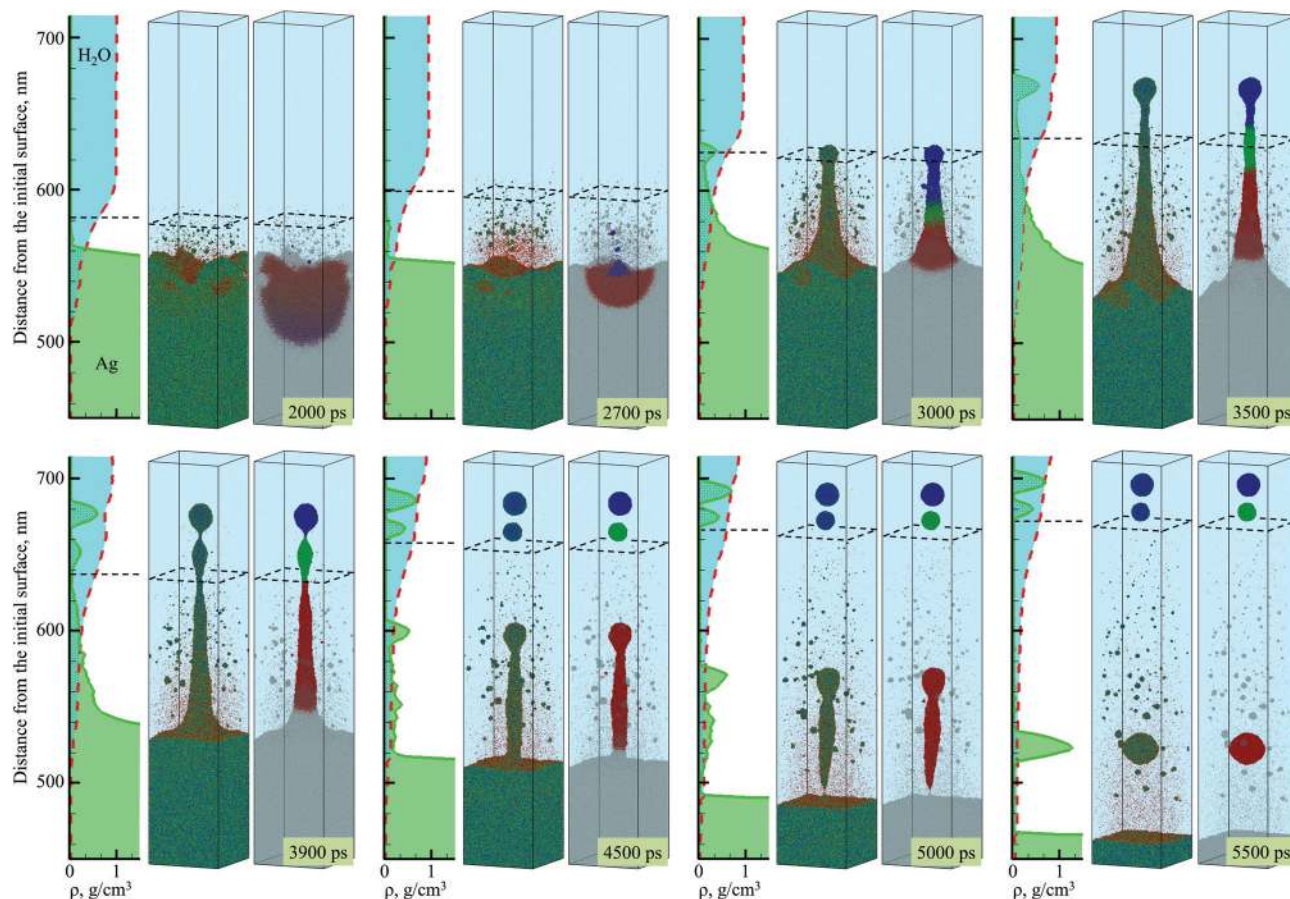 700
600
500
Distance from the initial surface, nm
H₂O
Ag
2000 ps
2700 ps
3000 ps
3500 ps
700
600
500
Distance from the initial surface, nm
3900 ps
4500 ps
5000 ps
5500 ps
0 1
ρ, g/cm³
0 1
ρ, g/cm³
0 1
ρ, g/cm³
0 1
ρ, g/cm³